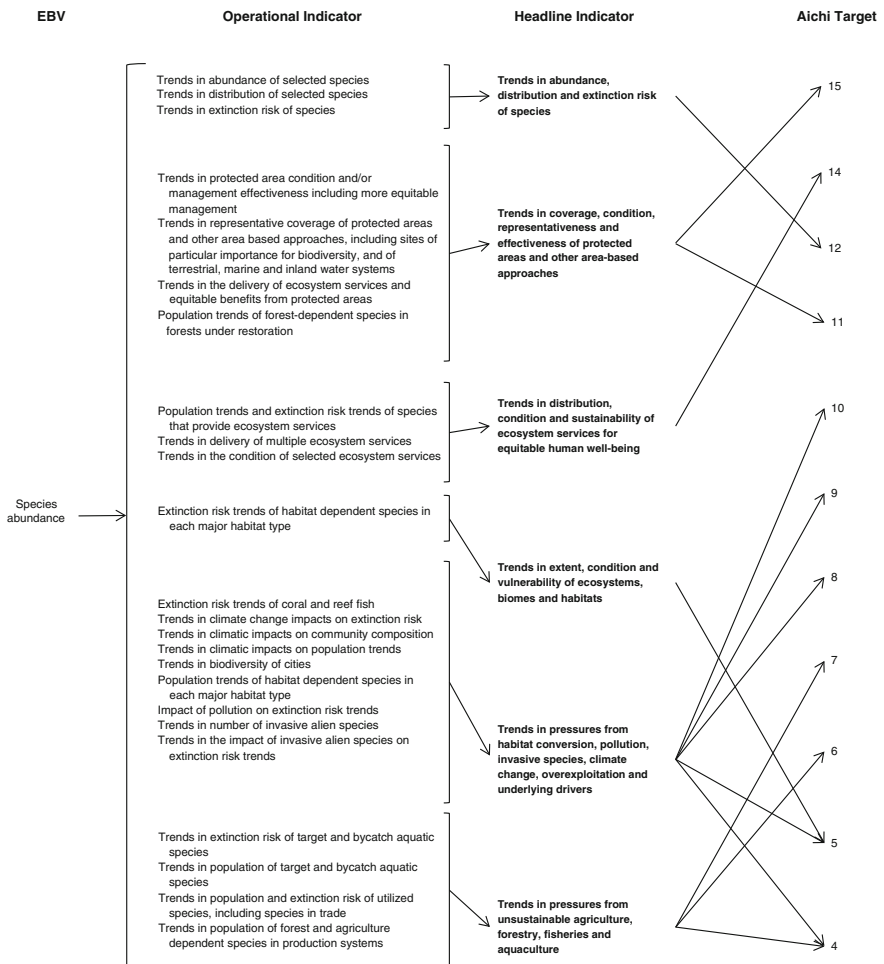 EBV
Operational Indicator
Headline Indicator
Aichi Target
Species
abundance
Trends in abundance of selected species
Trends in distribution of selected species
Trends in extinction risk of species
Trends in protected area condition and/or
management effectiveness including more equitable
management
Trends in representative coverage of protected areas
and other area based approaches, including sites of
particular importance for biodiversity, and of
terrestrial, marine and inland water systems
Trends in the delivery of ecosystem services and
equitable benefits from protected areas
Population trends of forest-dependent species in
forests under restoration
Population trends and extinction risk trends of species
that provide ecosystem services
Trends in delivery of multiple ecosystem services
Trends in the condition of selected ecosystem services
Extinction risk trends of habitat dependent species in
each major habitat type
Extinction risk trends of coral and reef fish
Trends in climate change impacts on extinction risk
Trends in climatic impacts on community composition
Trends in climatic impacts on population trends
Trends in biodiversity of cities
Population trends of habitat dependent species in
each major habitat type
Impact of pollution on extinction risk trends
Trends in number of invasive alien species
Trends in the impact of invasive alien species on
extinction risk trends
Trends in extinction risk of target and bycatch aquatic
species
Trends in population of target and bycatch aquatic
species
Trends in population and extinction risk of utilized
species, including species in trade
Trends in population of forest and agriculture
dependent species in production systems
Trends in abundance,
distribution and extinction risk
of species
Trends in coverage, condition,
representativeness and
effectiveness of protected
areas and other area-based
approaches
Trends in distribution,
condition and sustainability of
ecosystem services for
equitable human well-being
Trends in extent, condition and
vulnerability of ecosystems,
biomes and habitats
Trends in pressures from
habitat conversion, pollution,
invasive species, climate
change, overexploitation and
underlying drivers
Trends in pressures from
unsustainable agriculture,
forestry, fisheries and
aquaculture
15
14
12
11
10
9
8
7
6
5
4